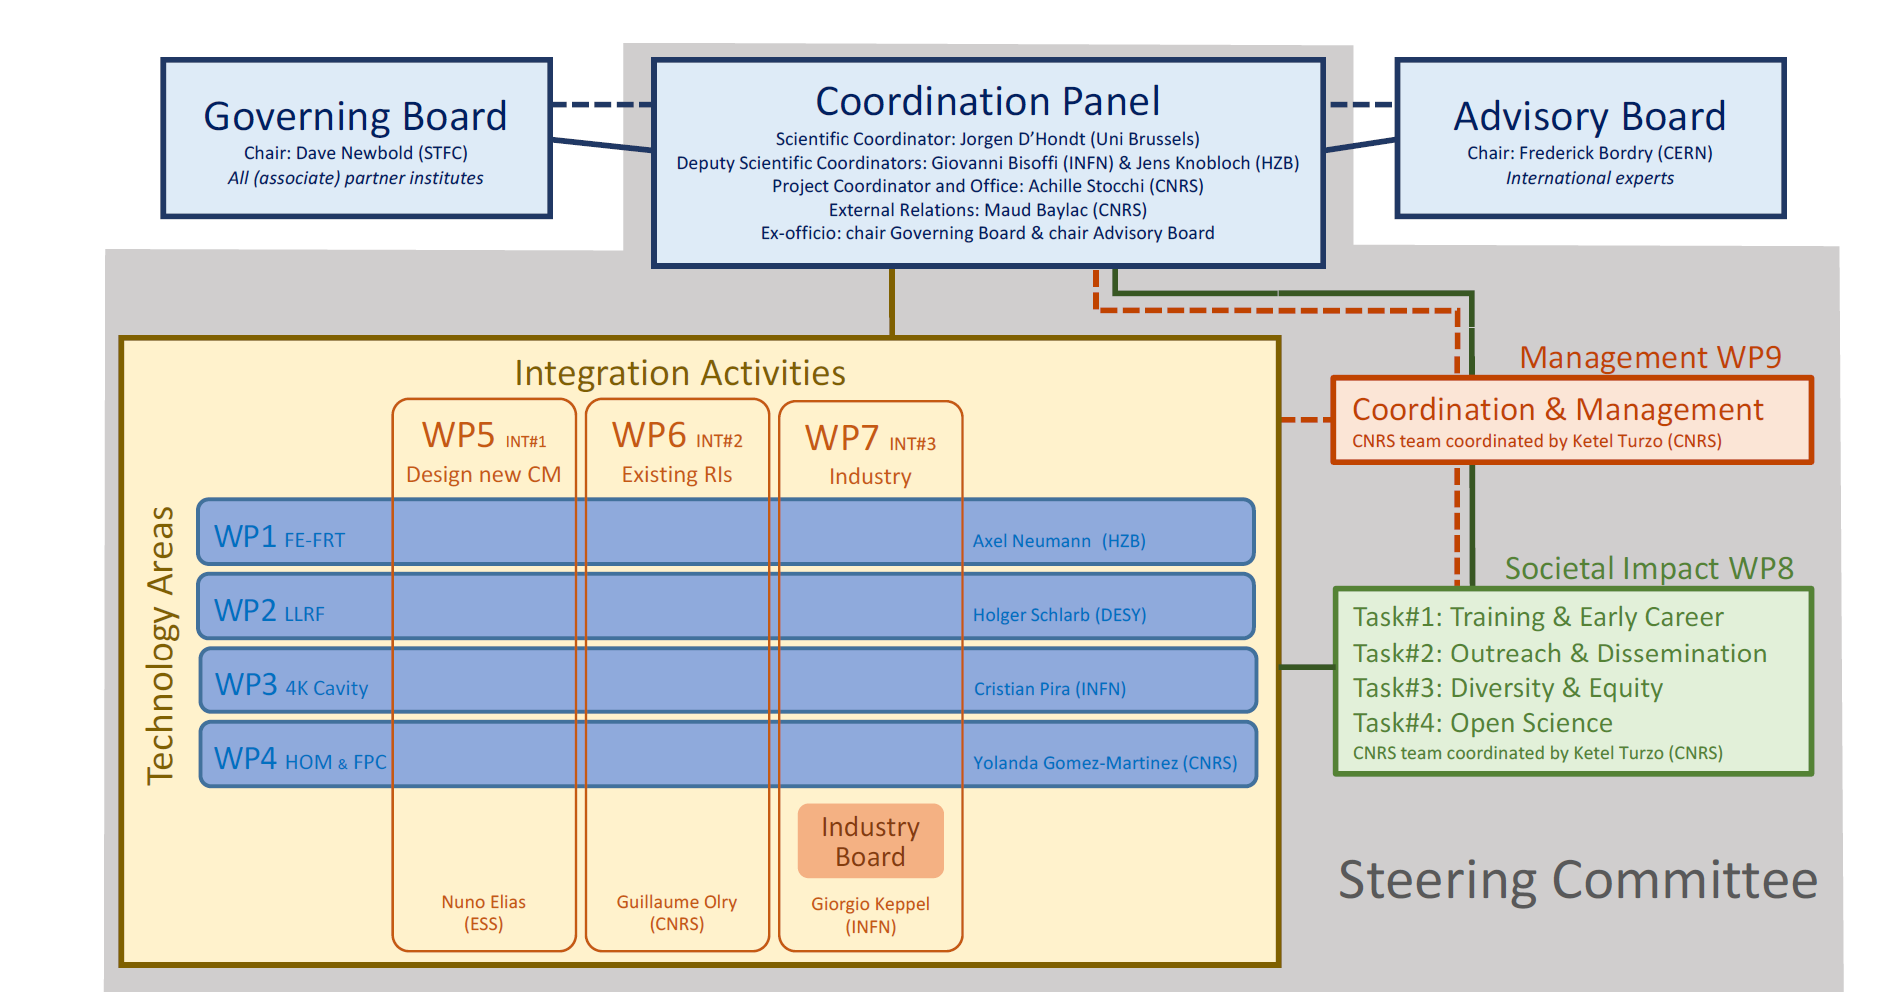 Governing Board
Chair: Dave Newbold (STFC)
All (associate) partner institutes
Coordination Panel
Scientific Coordinator: Jorgen D’Hondt (Uni Brussels)
Deputy Scientific Coordinators: Giovanni Bisoffi (INFN) & Jens Knobloch (HZB)
Project Coordinator and Office: Achille Stocchi (CNRS)
External Relations: Maud Baylac (CNRS)
Ex-officio: chair Governing Board & chair Advisory Board
Advisory Board
Chair: Frederick Bordry (CERN)
International experts
Integration Activities
WP5 INT#1
Design new CM
WP6 INT#2
Existing RIs
WP7 INT#3
Industry
Technology Areas
WP1 FE-FRT
Axel Neumann (HZB)
WP2 LLRF
Holger Schlarb (DESY)
WP3 4K Cavity
Cristian Pira (INFN)
WP4 HOM & FPC
Yolanda Gomez-Martinez (CNRS)
Industry
Board
Nuno Elias
(ESS)
Guillaume Olry
(CNRS)
Giorgio Keppel
(INFN)
Management WP9
Coordination & Management
CNRS team coordinated by Ketel Turzo (CNRS)
Societal Impact WP8
Task#1: Training & Early Career
Task#2: Outreach & Dissemination
Task#3: Diversity & Equity
Task#4: Open Science
CNRS team coordinated by Ketel Turzo (CNRS)
Steering Committee